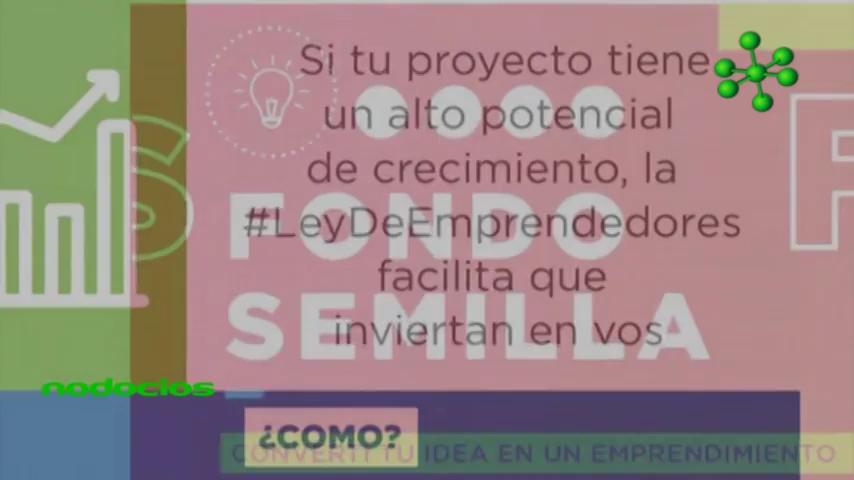 Si tu proyecto tiene
un alto potencial
de crecimiento, la
#LeyDeEmprendedores
facilita que
inviertan en vos
FONDO
SEMILLA
nodocios
¿COMO?
CONVERTÍ TU IDEA EN UN EMPRENDIMIENTO